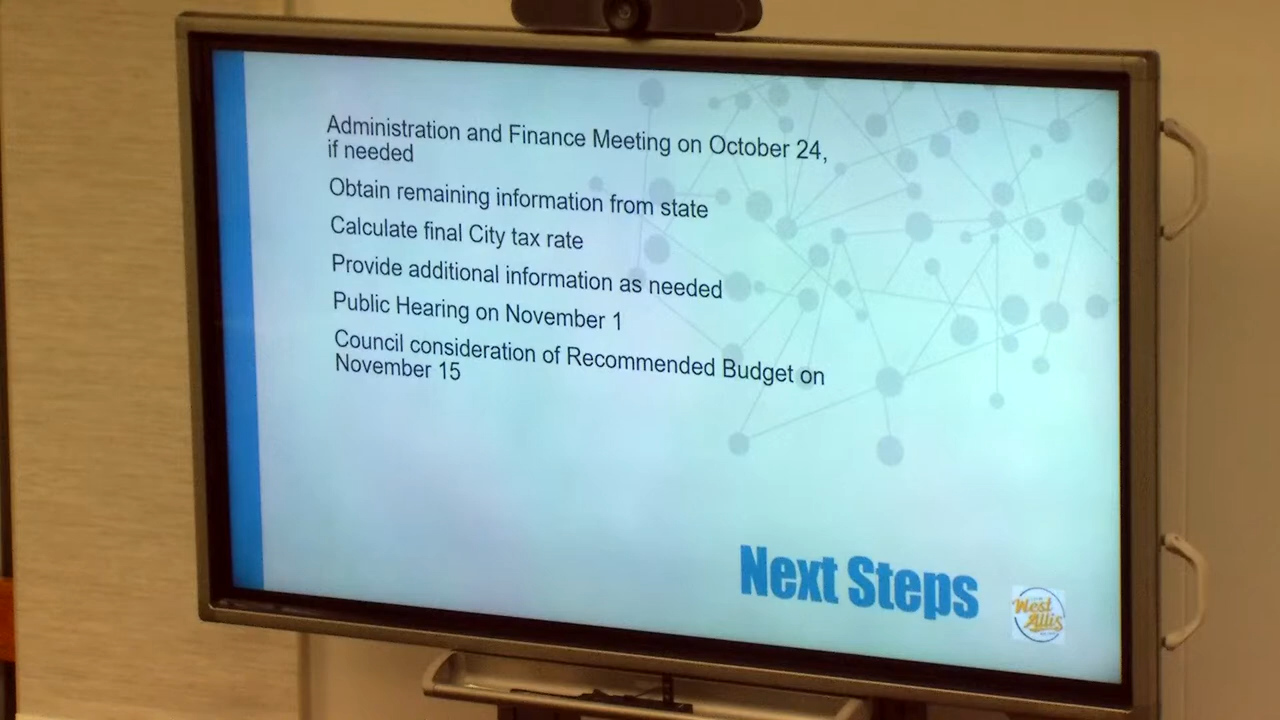 Administration and Finance Meeting on October 24,
if needed
Obtain remaining information from state
Calculate final City tax rate
Provide additional information as needed
Public Hearing on November 1
Council consideration of Recommended Budget on
November 15
Next Steps
West
Allis